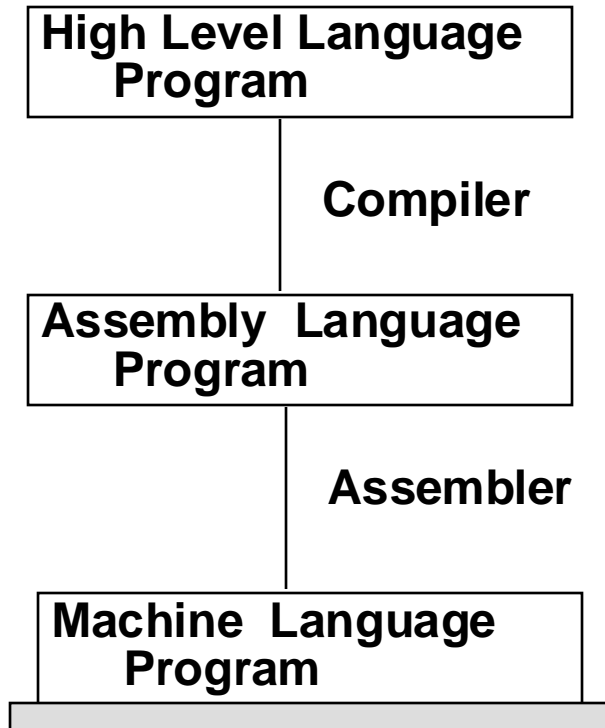 High Level Language
Program
Compiler
Assembly Language
Program
Assembler
Machine Language
Program